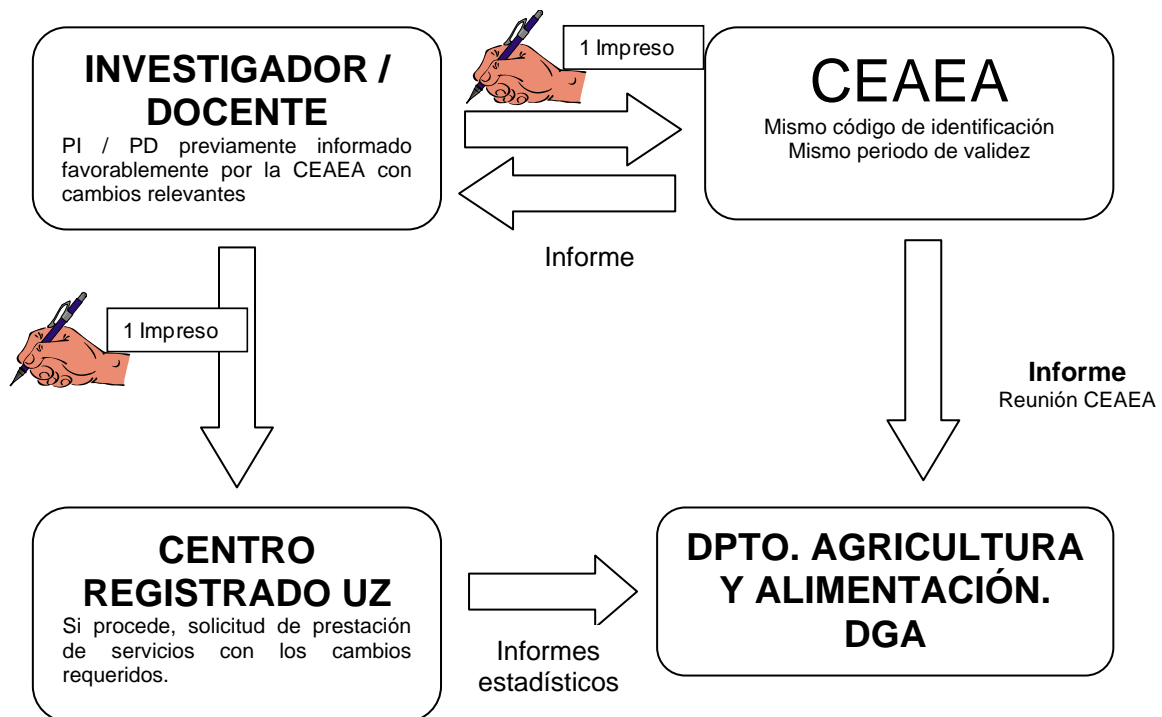 INVESTIGADOR /
DOCENTE
PI / PD previamente informado
favorablemente por la CEAEA con
cambios relevantes
1 Impreso
CEAEA
Mismo código de identificación
Mismo periodo de validez
Informe
1 Impreso
Informe
Reunión CEAEA
CENTRO
REGISTRADO UZ
Si procede, solicitud de prestación
de servicios con los cambios
requeridos.
Informes
estadísticos
DPTO. AGRICULTURA
Y ALIMENTACIÓN.
DGA